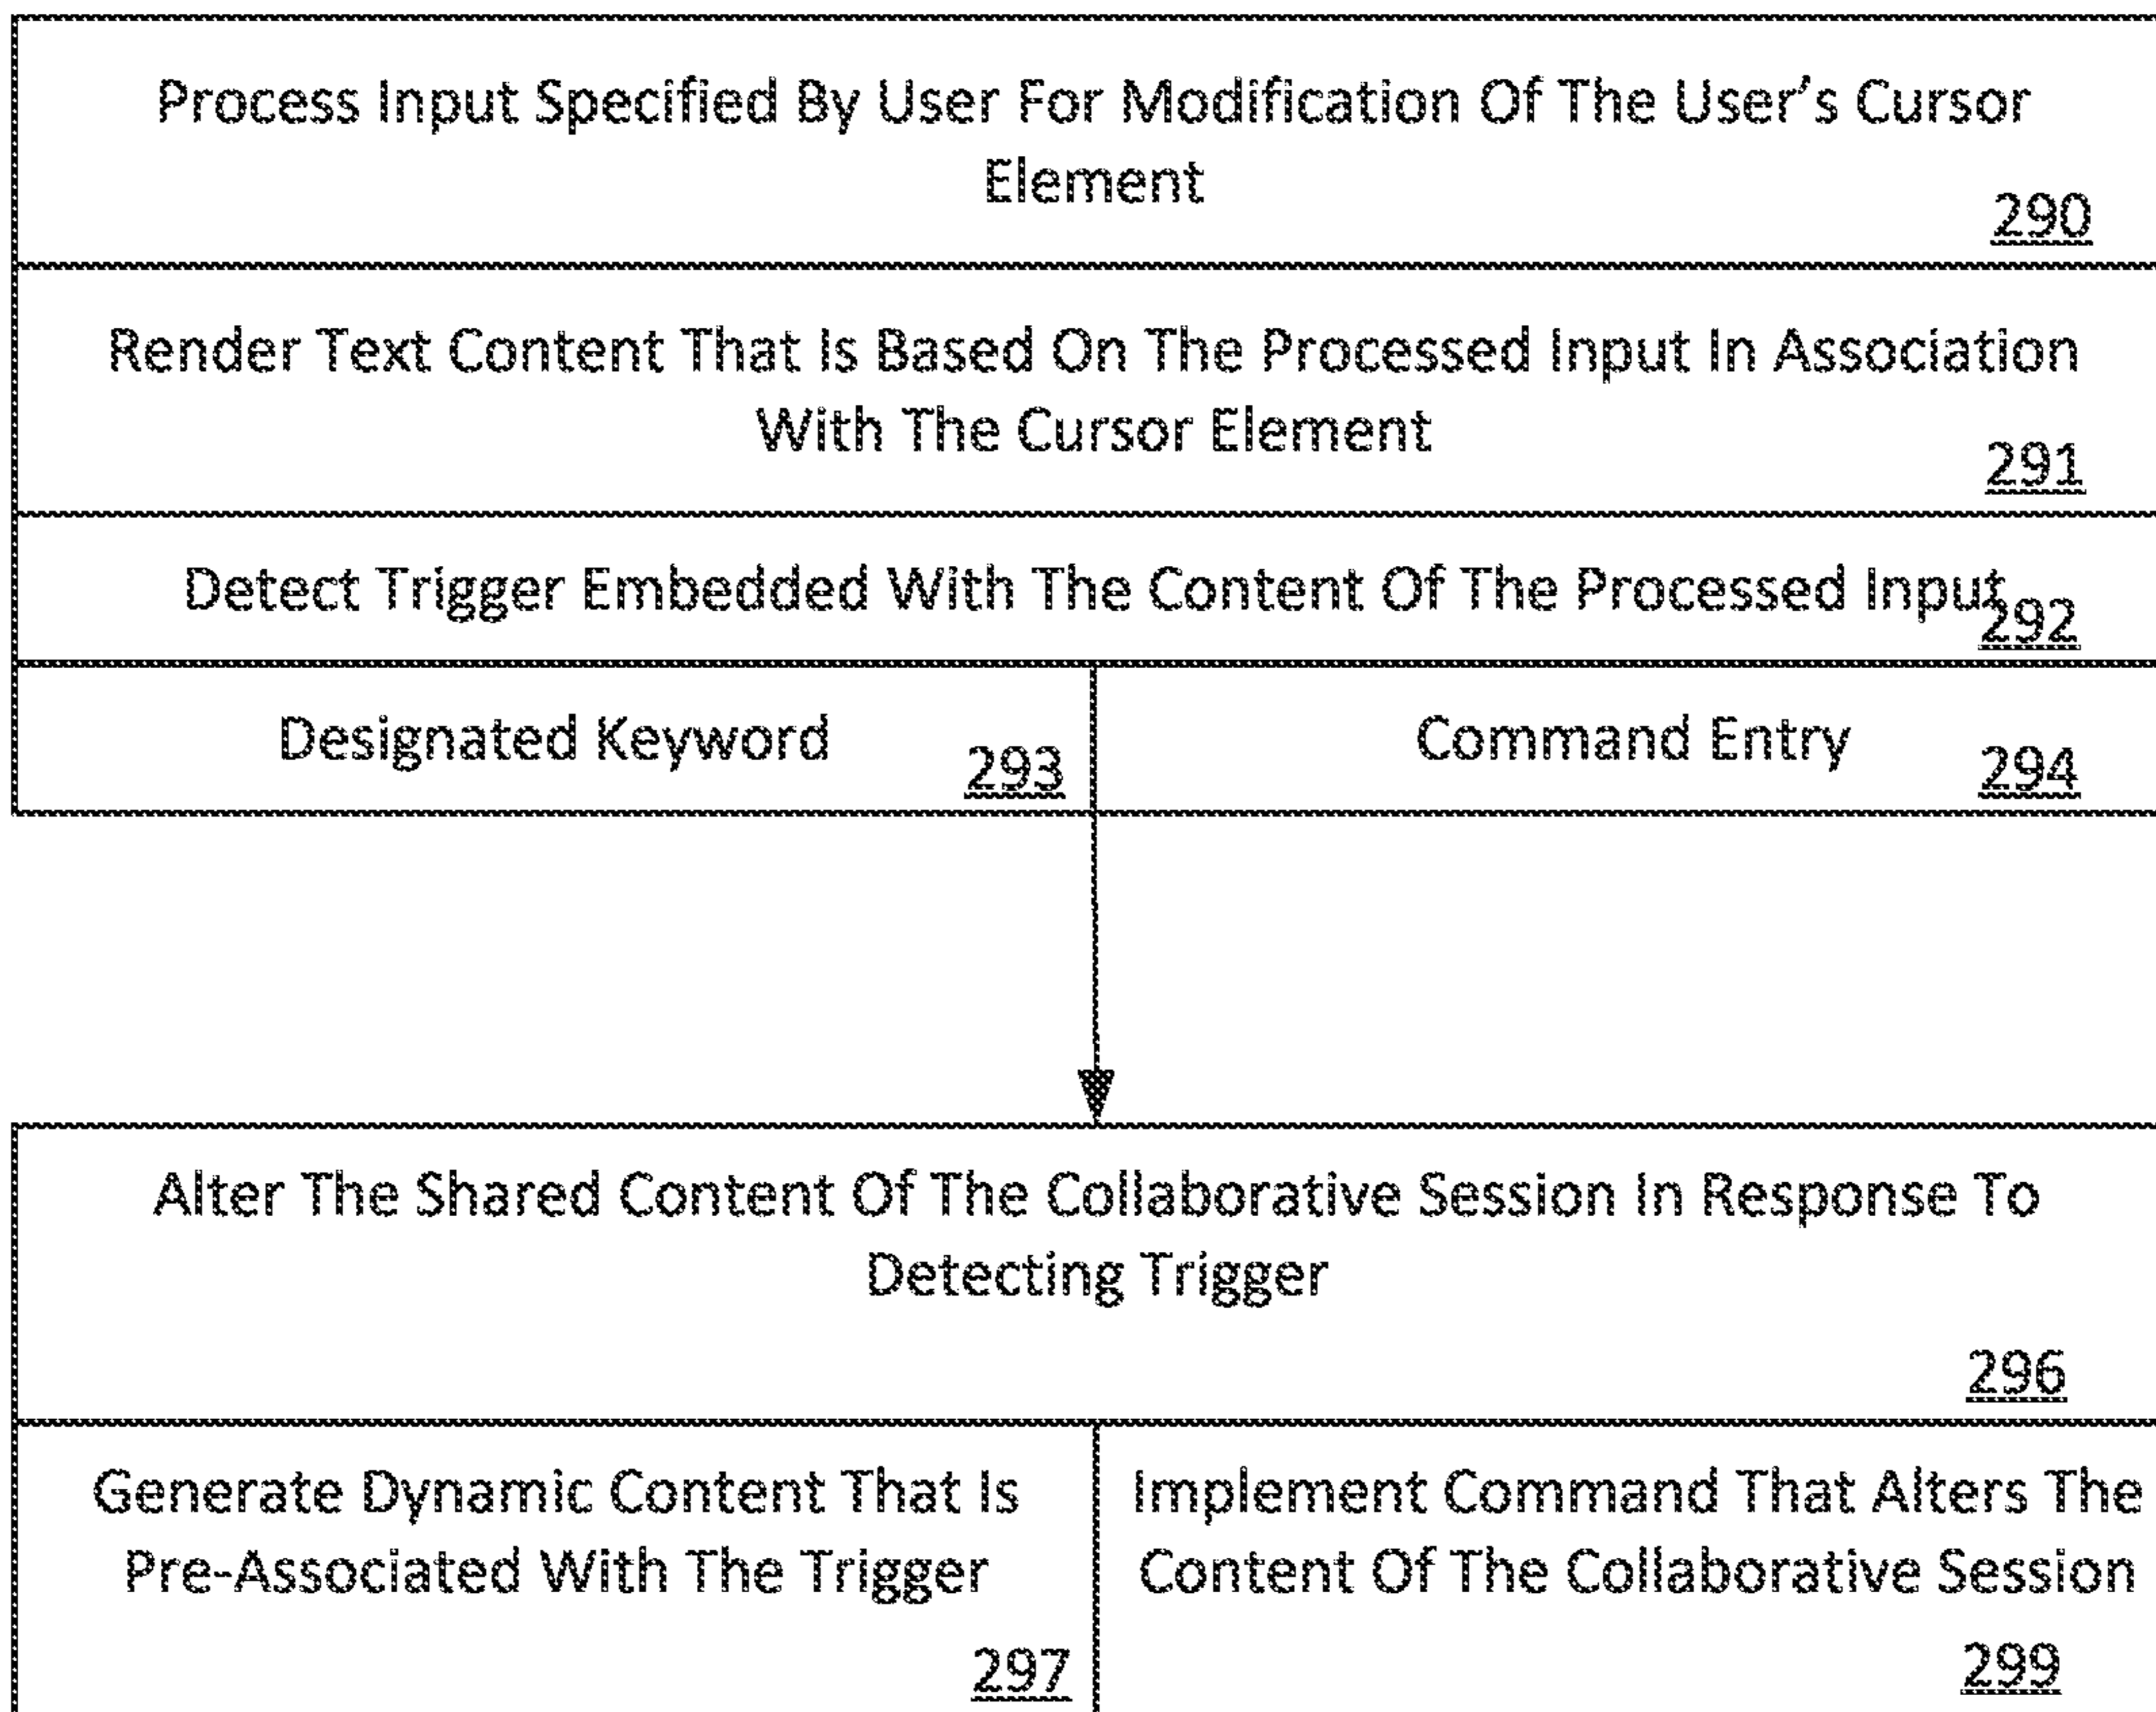 Process Input Specified By User For Modification Of The User's Cursor
Element
290
Render Text Content That Is Based On The Processed Input In Association
With The Cursor Element
291
Detect Trigger Embedded With The Content Of The Processed Input
292
Designated Keyword
293
Command Entry
294
Alter The Shared Content Of The Collaborative Session In Response To
Detecting Trigger
296
Generate Dynamic Content That Is
Pre-Associated With The Trigger
297
Implement Command That Alters The
Content Of The Collaborative Session
299